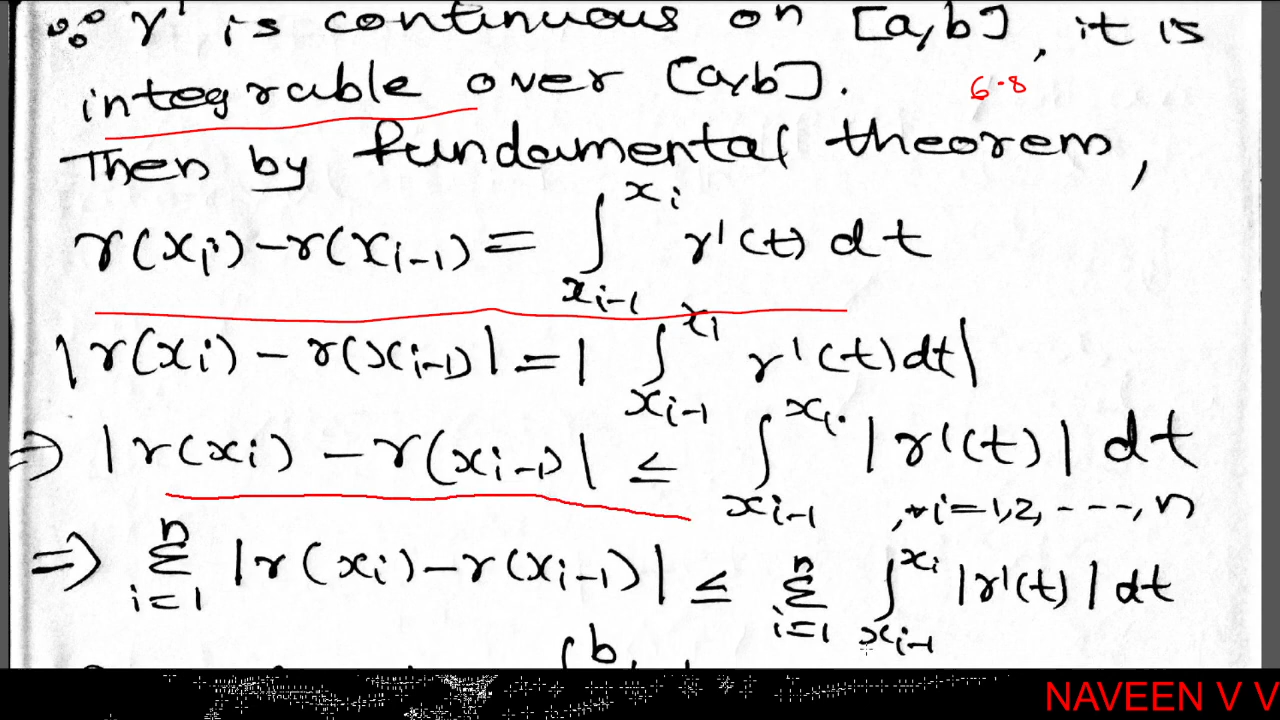 ∵ γ' is continuous on [a,b], it is
integrable over [a,b].
6.8
Then by fundamental theorem,
γ(xᵢ)-γ(xᵢ₋₁) = ∫_{xᵢ₋₁}^{xᵢ} γ'(t) dt
|γ(xᵢ) - γ(xᵢ₋₁)| = | ∫_{xᵢ₋₁}^{xᵢ} γ'(t)dt|
⇒ |γ(xᵢ) - γ(xᵢ₋₁)| ≤ ∫_{xᵢ₋₁}^{xᵢ} |γ'(t)| dt
, ∀ i=1,2,----,n
⇒ ∑_{i=1}^{n} |γ(xᵢ)-γ(xᵢ₋₁)| ≤ ∑_{i=1}^{n} ∫_{xᵢ₋₁}^{xᵢ} |γ'(t)| dt
NAVEEN V V